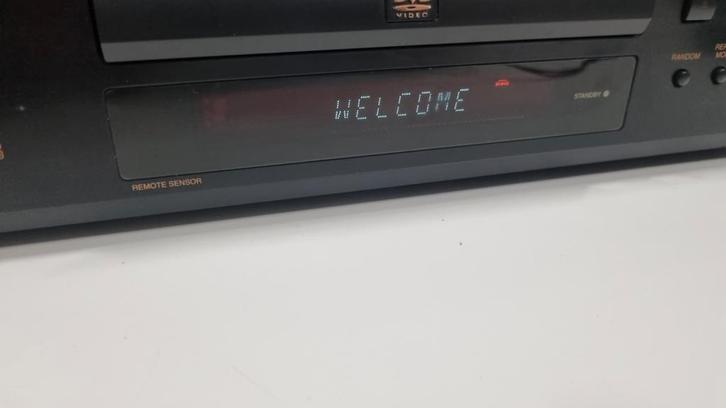 VIDEO
RANDOM
WELCOME
STANDBY
REMOTE SENSOR